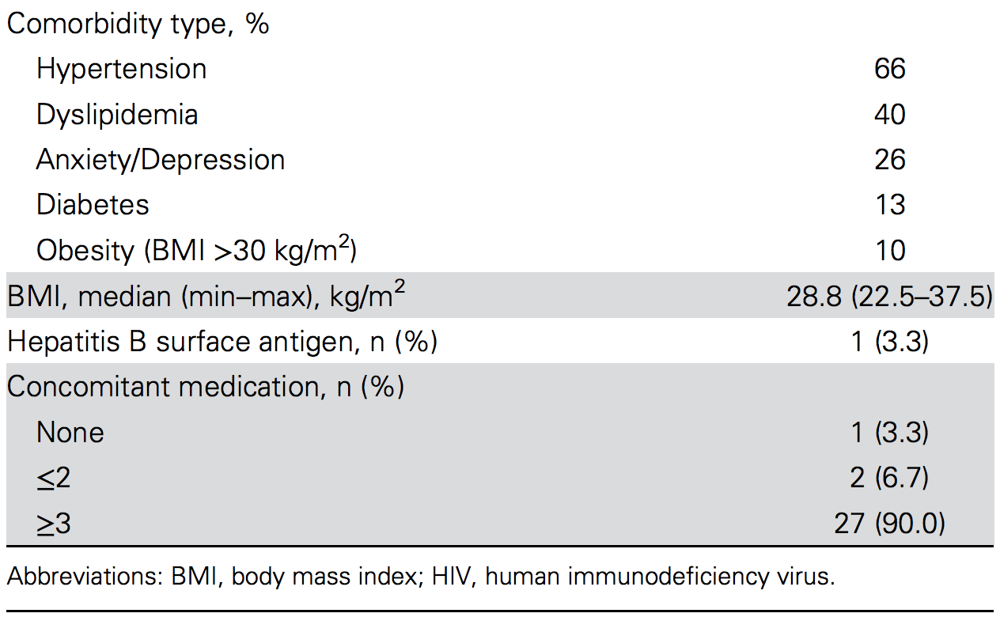 Comorbidity type, %
Hypertension 66
Dyslipidemia 40
Anxiety/Depression 26
Diabetes 13
Obesity (BMI >30 kg/m²) 10
BMI, median (min–max), kg/m² 28.8 (22.5–37.5)
Hepatitis B surface antigen, n (%) 1 (3.3)
Concomitant medication, n (%)
None 1 (3.3)
≤2 2 (6.7)
≥3 27 (90.0)
Abbreviations: BMI, body mass index; HIV, human immunodeficiency virus.